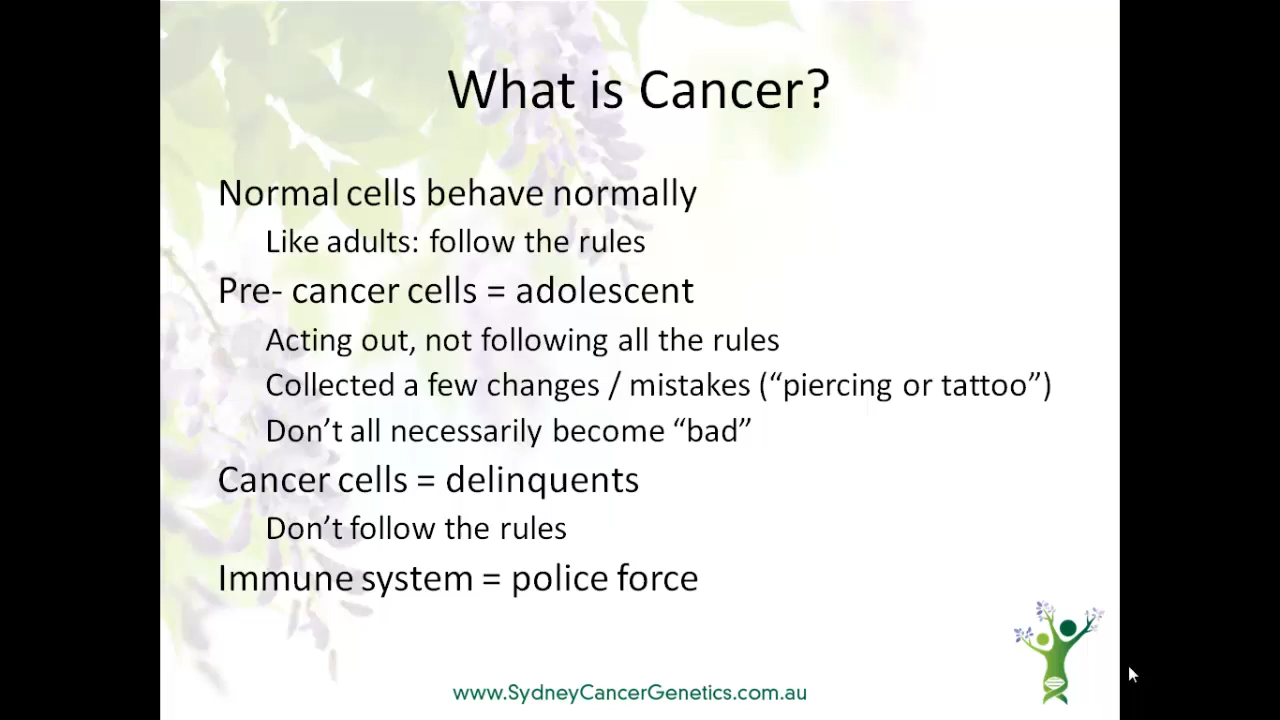 What is Cancer?
Normal cells behave normally
Like adults: follow the rules
Pre- cancer cells = adolescent
Acting out, not following all the rules
Collected a few changes / mistakes (“piercing or tattoo”)
Don’t all necessarily become “bad”
Cancer cells = delinquents
Don’t follow the rules
Immune system = police force
www.SydneyCancerGenetics.com.au